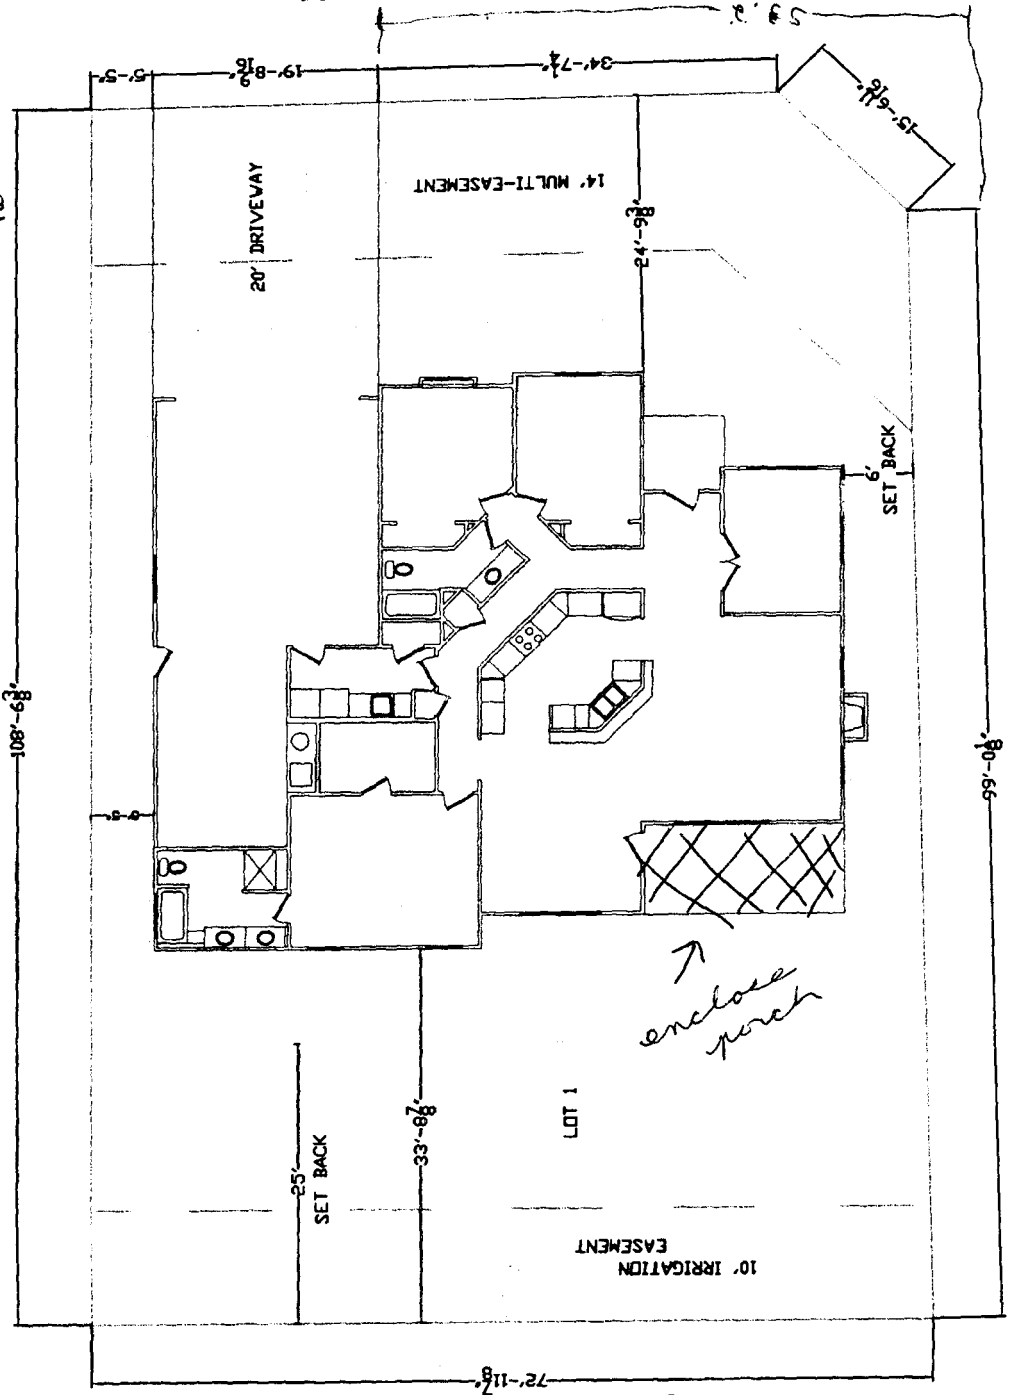 53.2
5'-5"
19'-8 9/16"
34'-7 1/4"
15'-6 11/16"
20' DRIVEWAY
14' MULTI-EASEMENT
24'-9 3/8"
6'
SET BACK
108'-6 3/8"
99'-0 1/8"
enclose
porch
LOT 1
33'-8 7/8"
25'
SET BACK
10' IRRIGATION
EASEMENT
72'-11 7/8"